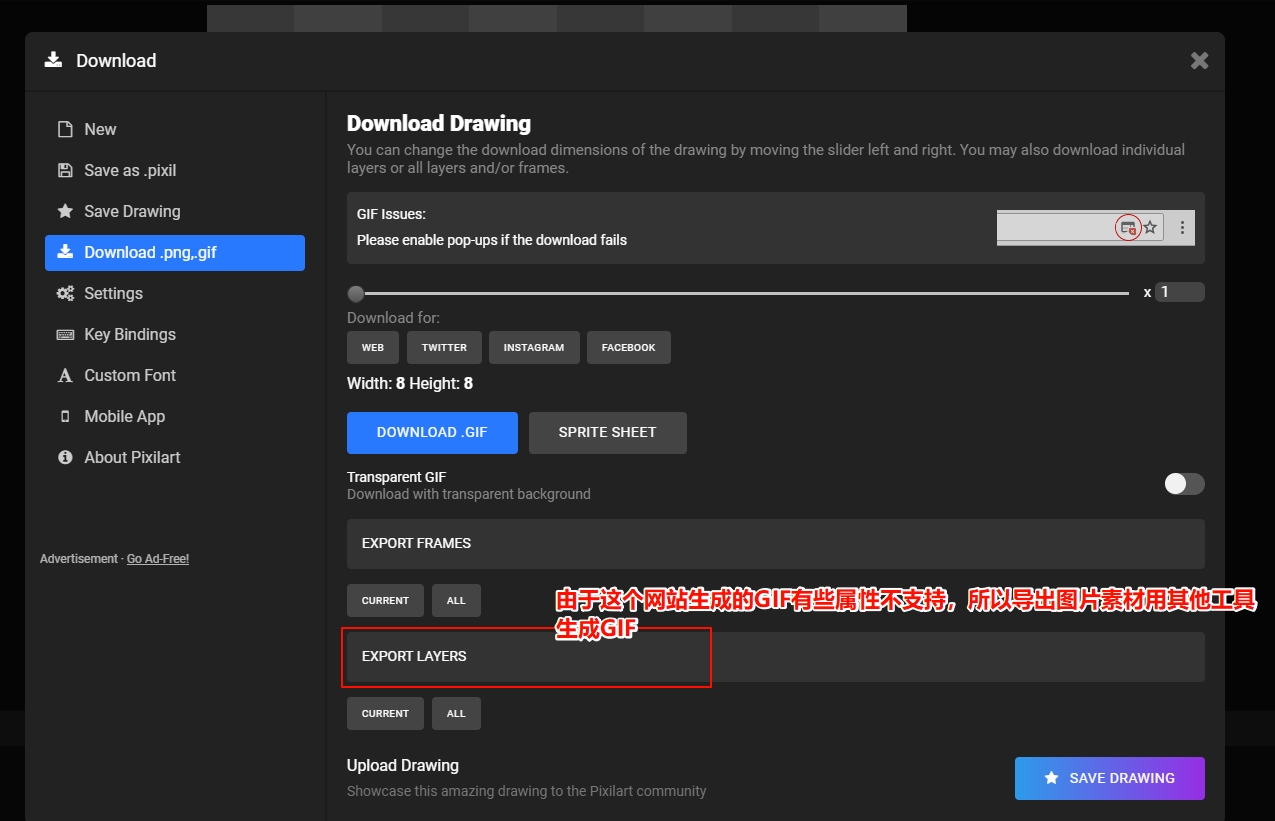 Download
New
Save as .pixil
Save Drawing
Download .png,.gif
Settings
Key Bindings
Custom Font
Mobile App
About Pixilart
Advertisement · Go Ad-Free!
Download Drawing
You can change the download dimensions of the drawing by moving the slider left and right. You may also download individual
layers or all layers and/or frames.
GIF Issues:
Please enable pop-ups if the download fails
x 1
Download for:
WEB TWITTER INSTAGRAM FACEBOOK
Width: 8 Height: 8
DOWNLOAD .GIF SPRITE SHEET
Transparent GIF
Download with transparent background
EXPORT FRAMES
CURRENT ALL
由于这个网站生成的GIF有些属性不支持，所以导出图片素材用其他工具
生成GIF
EXPORT LAYERS
CURRENT ALL
Upload Drawing
Showcase this amazing drawing to the Pixilart community
SAVE DRAWING